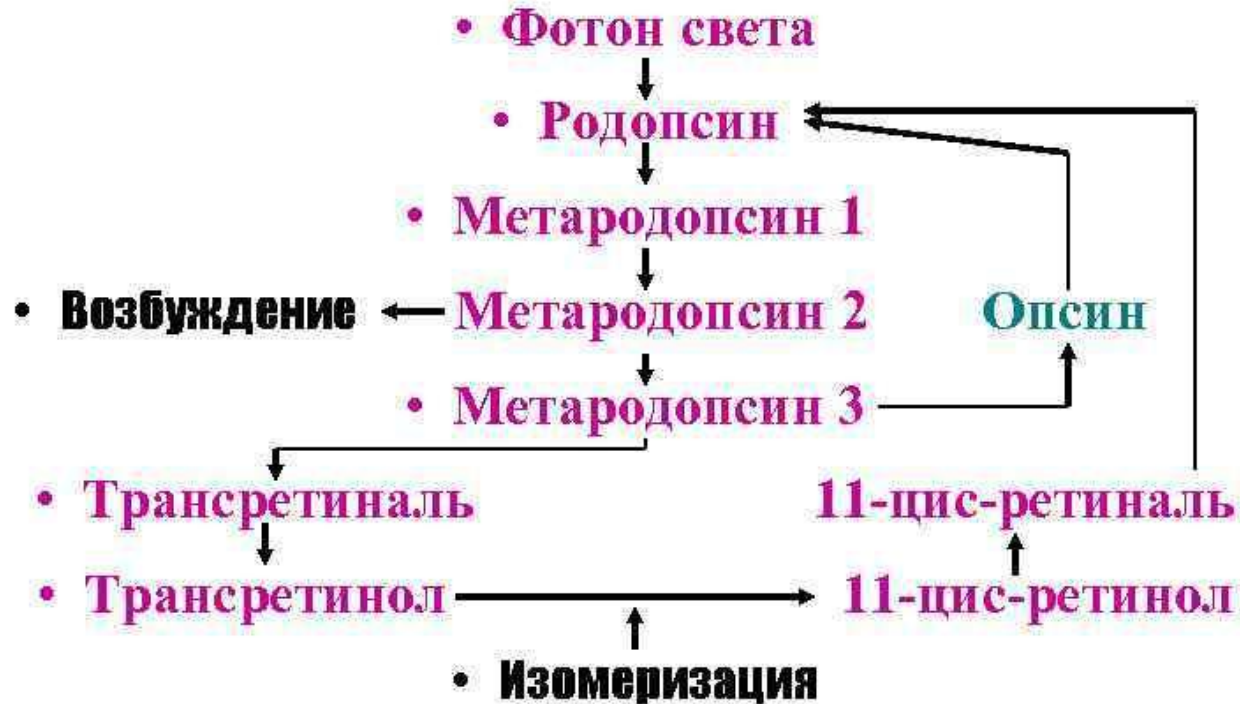 • Фотон света
• Родопсин
• Метародопсин 1
• Возбуждение
• Метародопсин 2
Опсин
• Метародопсин 3
• Трансретиналь
11-цис-ретиналь
• Трансретинол
11-цис-ретинол
• Изомеризация